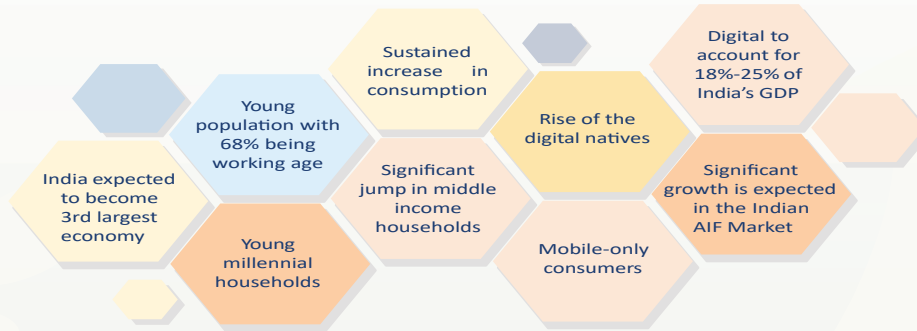 India expected
to become
3rd largest
economy
Young
population with
68% being
working age
Young
millennial
households
Sustained
increase in
consumption
Significant
jump in middle
income
households
Rise of the
digital natives
Mobile-only
consumers
Digital to
account for
18%-25% of
India’s GDP
Significant
growth is expected
in the Indian
AIF Market